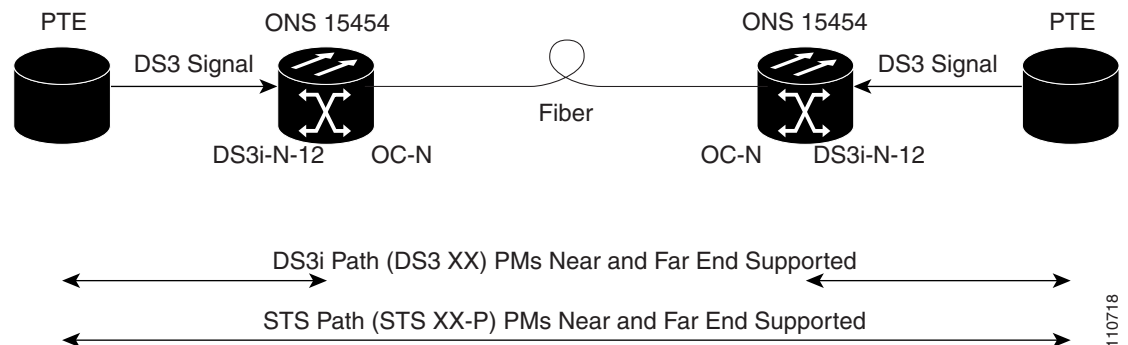 PTE ONS 15454 ONS 15454 PTE
DS3 Signal DS3 Signal
Fiber
DS3i-N-12 OC-N OC-N DS3i-N-12
DS3i Path (DS3 XX) PMs Near and Far End Supported
STS Path (STS XX-P) PMs Near and Far End Supported
110718